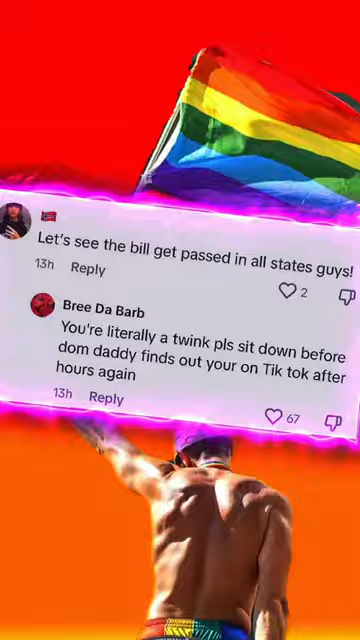 Let's see the bill get passed in all states guys!
13h Reply
2
Bree Da Barb
You're literally a twink pls sit down before
dom daddy finds out your on Tik tok after
hours again
13h Reply
67